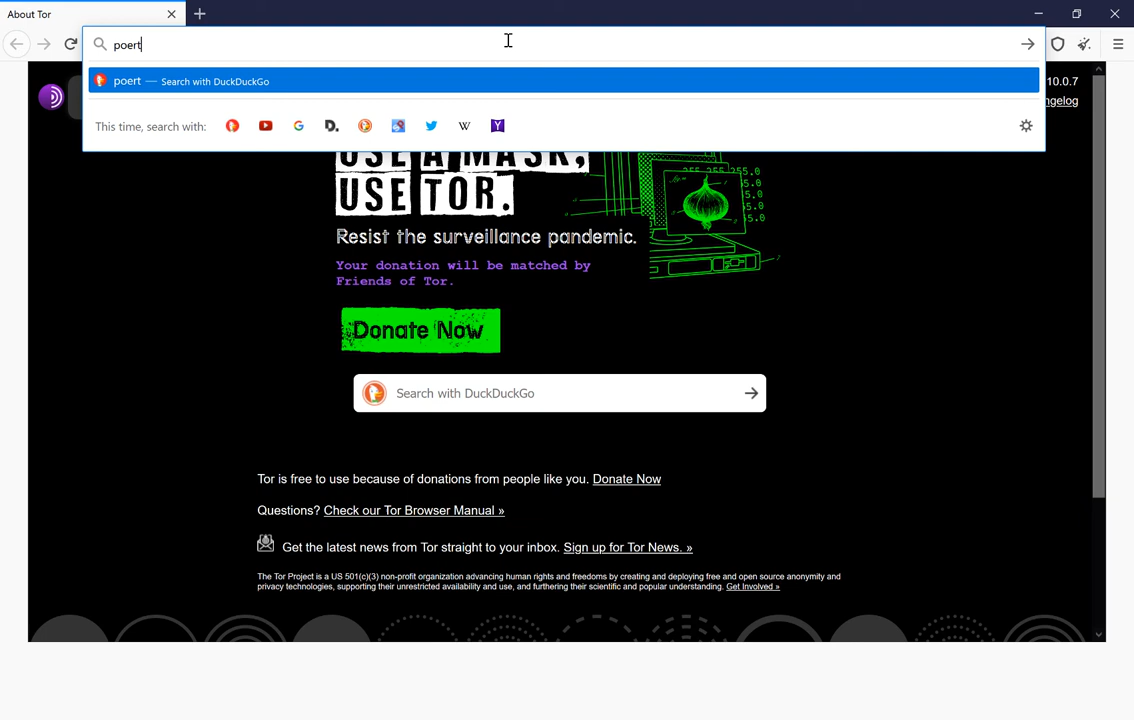 About Tor
poert
poert — Search with DuckDuckGo
This time, search with:
10.0.7
ngelog
USE A MASK,
USE TOR.
Resist the surveillance pandemic.
Your donation will be matched by
Friends of Tor.
Donate Now
Search with DuckDuckGo
Tor is free to use because of donations from people like you. Donate Now
Questions? Check our Tor Browser Manual »
Get the latest news from Tor straight to your inbox. Sign up for Tor News. »
The Tor Project is a US 501(c)(3) non-profit organization advancing human rights and freedoms by creating and deploying free and open source anonymity and
privacy technologies, supporting their unrestricted availability and use, and furthering their scientific and popular understanding. Get Involved »